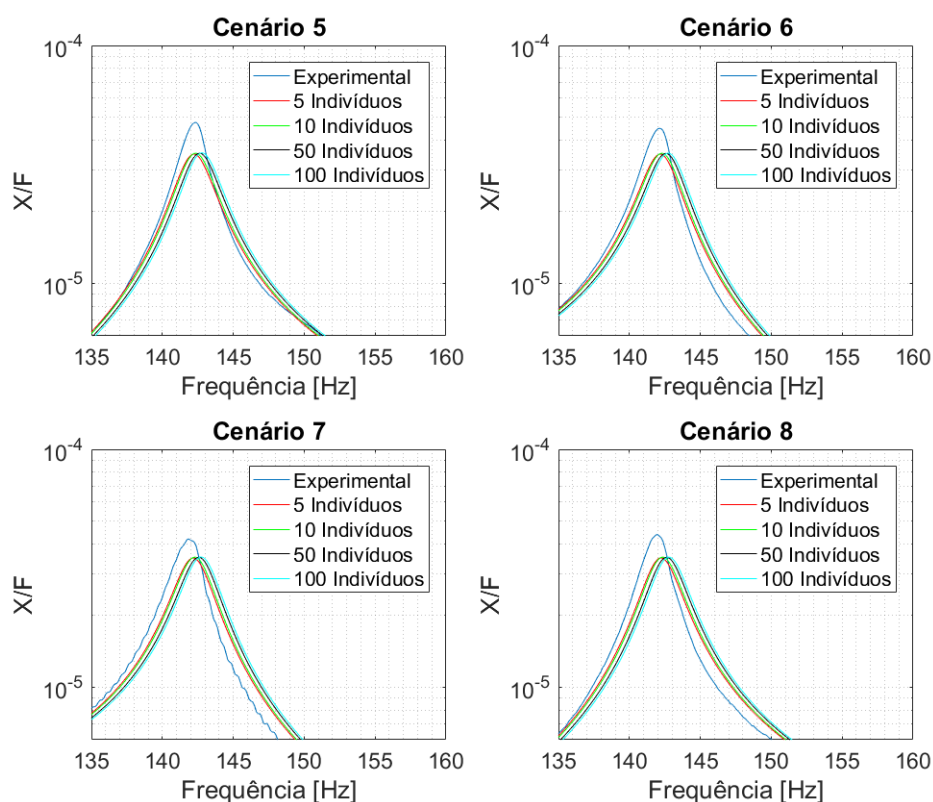 Cenário 5
10^-4
10^-5
X/F
135 140 145 150 155 160
Frequência [Hz]
Experimental
5 Indivíduos
10 Indivíduos
50 Indivíduos
100 Indivíduos
Cenário 6
10^-4
10^-5
X/F
135 140 145 150 155 160
Frequência [Hz]
Experimental
5 Indivíduos
10 Indivíduos
50 Indivíduos
100 Indivíduos
Cenário 7
10^-4
10^-5
X/F
135 140 145 150 155 160
Frequência [Hz]
Experimental
5 Indivíduos
10 Indivíduos
50 Indivíduos
100 Indivíduos
Cenário 8
10^-4
10^-5
X/F
135 140 145 150 155 160
Frequência [Hz]
Experimental
5 Indivíduos
10 Indivíduos
50 Indivíduos
100 Indivíduos